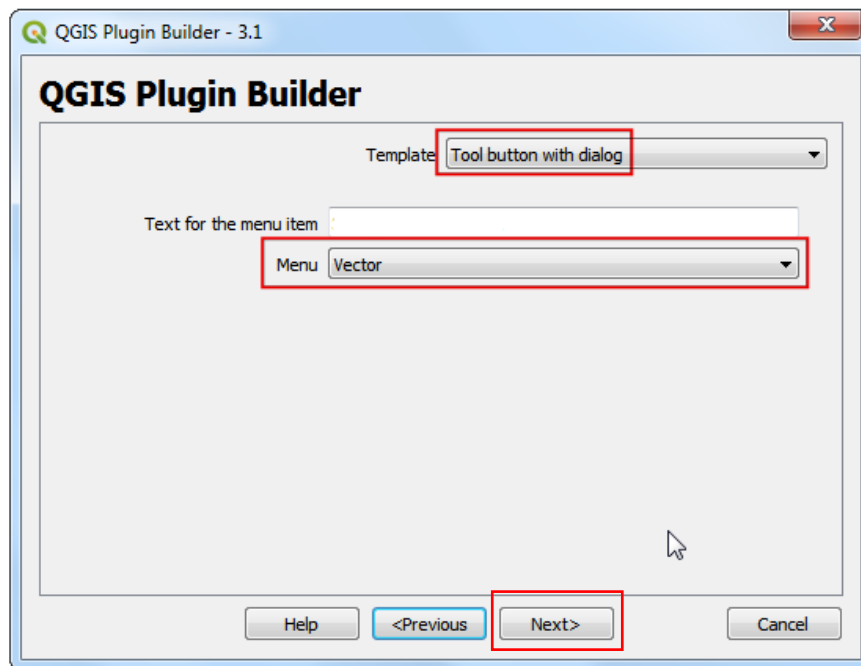 QGIS Plugin Builder - 3.1
QGIS Plugin Builder
Template Tool button with dialog
Text for the menu item
Menu Vector
Help <Previous Next> Cancel